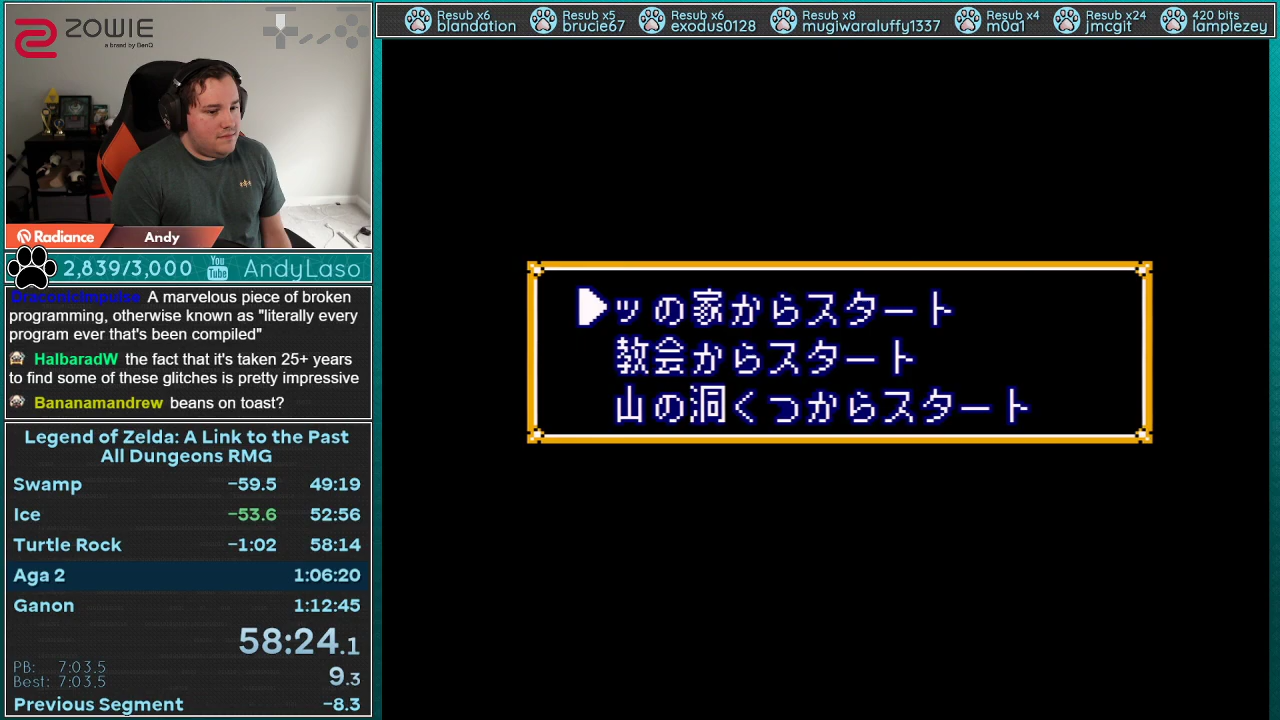 ZOWIE
a brand by BenQ
Radiance
Andy
2,839/3,000
You Tube
AndyLaso
DraconicImpulse A marvelous piece of broken
programming, otherwise known as "literally every
program ever that's been compiled"
HalbaradW the fact that it's taken 25+ years
to find some of these glitches is pretty impressive
Bananamandrew beans on toast?
Legend of Zelda: A Link to the Past
All Dungeons RMG
Swamp −59.5 49:19
Ice −53.6 52:56
Turtle Rock −1:02 58:14
Aga 2 1:06:20
Ganon 1:12:45
58:24.1
PB: 7:03.5
Best: 7:03.5
9.3
Previous Segment −8.3
Resub x6
blandation
Resub x5
brucie67
Resub x6
exodus0128
Resub x8
mugiwaraluffy1337
Resub x4
m0a1
Resub x24
jmcgit
420 bits
lamplezey
ッの家からスタート
教会からスタート
山の洞くつからスタート